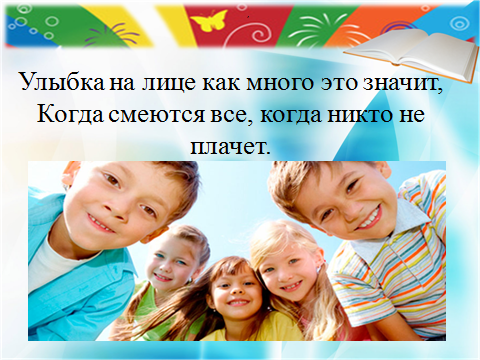 Улыбка на лице как много это значит,
Когда смеются все, когда никто не
плачет.